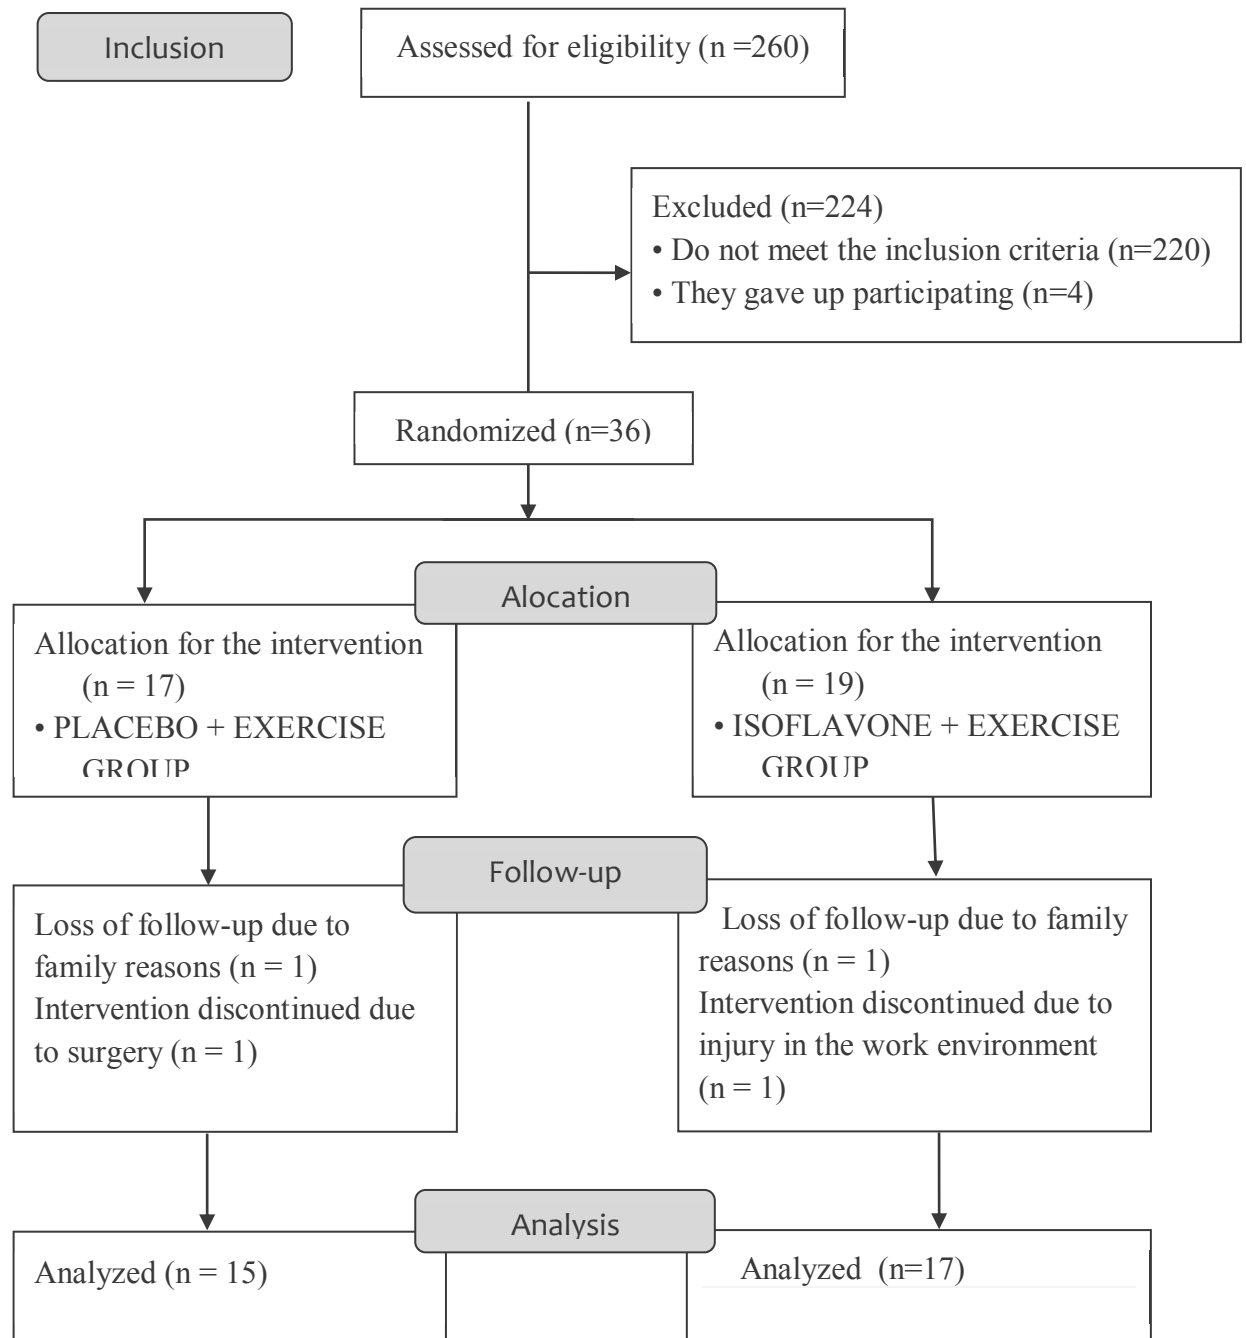 Inclusion
Assessed for eligibility (n =260)
Excluded (n=224)
• Do not meet the inclusion criteria (n=220)
• They gave up participating (n=4)
Randomized (n=36)
Alocation
Allocation for the intervention
(n = 17)
• PLACEBO + EXERCISE
GROUP
Allocation for the intervention
(n = 19)
• ISOFLAVONE + EXERCISE
GROUP
Follow-up
Loss of follow-up due to
family reasons (n = 1)
Intervention discontinued due
to surgery (n = 1)
Loss of follow-up due to family
reasons (n = 1)
Intervention discontinued due to
injury in the work environment
(n = 1)
Analysis
Analyzed (n = 15)
Analyzed (n=17)